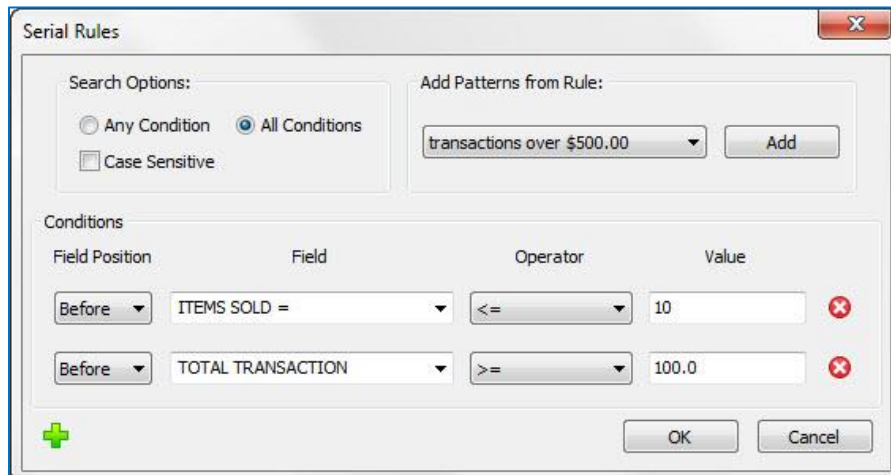 Serial Rules
Search Options:
Any Condition
All Conditions
Case Sensitive
Add Patterns from Rule:
transactions over $500.00
Add
Conditions
Field Position Field Operator Value
Before ITEMS SOLD = <= 10
Before TOTAL TRANSACTION >= 100.0
OK Cancel